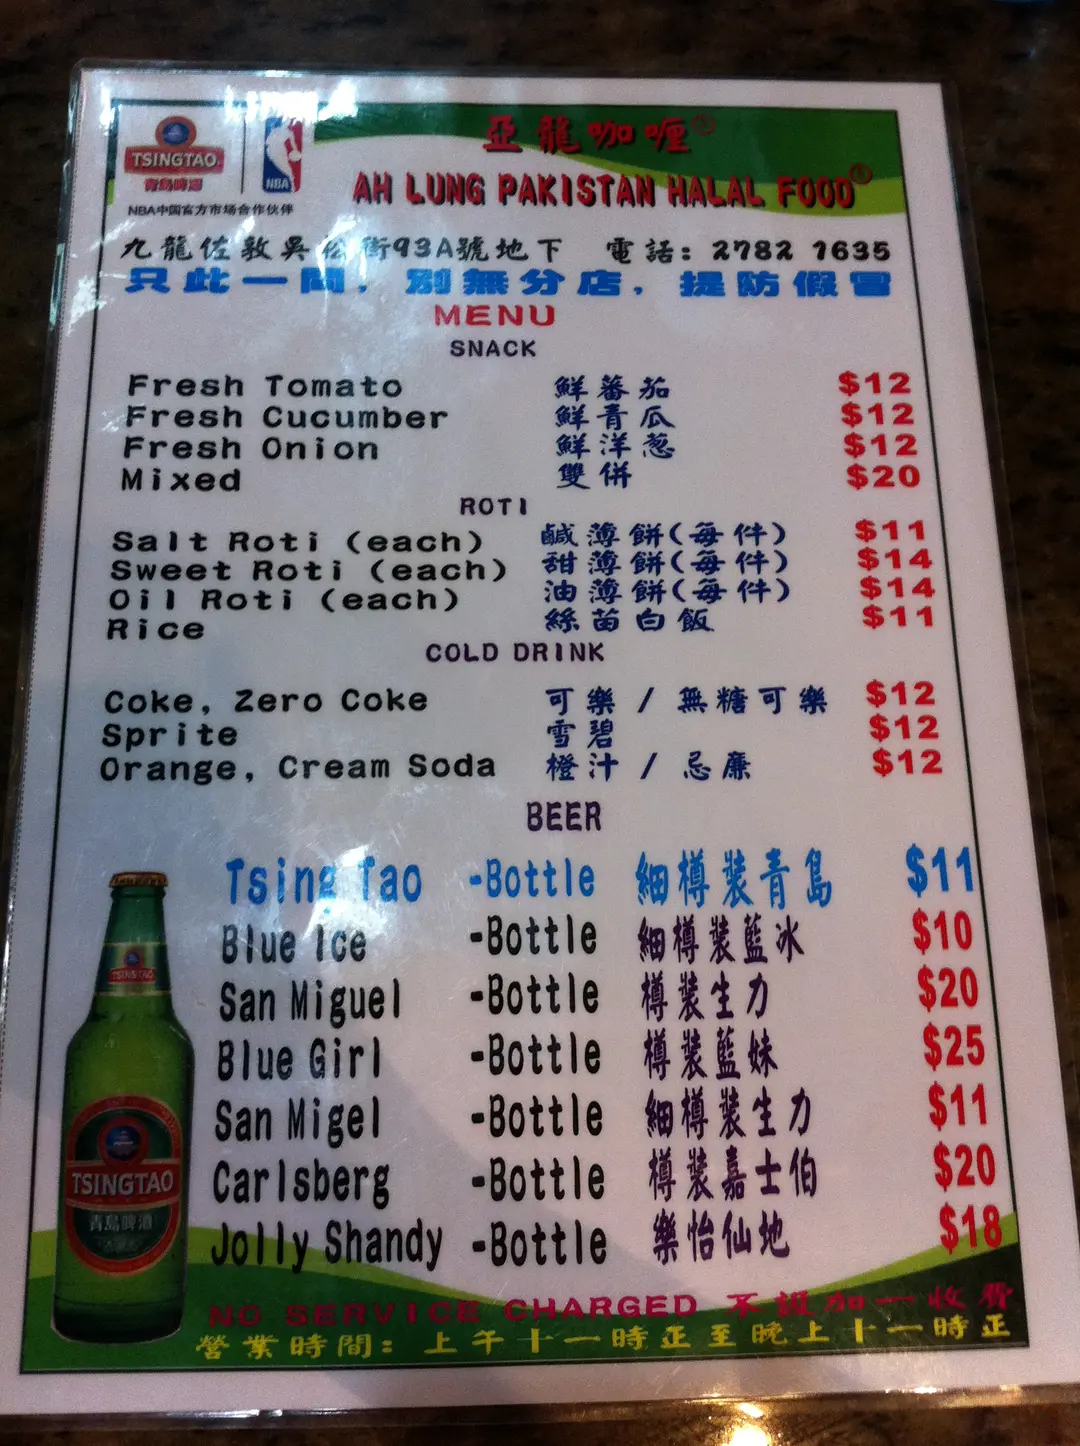 TSINGTAO
青島啤酒
NBA
NBA中国官方市场合作伙伴
亞龍咖喱
AH LUNG PAKISTAN HALAL FOOD
九龍佐敦吳松街93A號地下 電話: 2782 1635
只此一間，別無分店，提防假冒
MENU
SNACK
Fresh Tomato 鮮蕃茄 $12
Fresh Cucumber 鮮青瓜 $12
Fresh Onion 鮮洋葱 $12
Mixed 雙併 $20
ROTI
Salt Roti (each) 鹹薄餅(每件) $11
Sweet Roti (each) 甜薄餅(每件) $14
Oil Roti (each) 油薄餅(每件) $14
Rice 絲苗白飯 $11
COLD DRINK
Coke, Zero Coke 可樂 / 無糖可樂 $12
Sprite 雪碧 $12
Orange, Cream Soda 橙汁 / 忌廉 $12
BEER
Tsing Tao -Bottle 細樽裝青島 $11
Blue Ice -Bottle 細樽裝藍冰 $10
San Miguel -Bottle 樽裝生力 $20
Blue Girl -Bottle 樽裝藍妹 $25
San Migel -Bottle 細樽裝生力 $11
Carlsberg -Bottle 樽裝嘉士伯 $20
Jolly Shandy -Bottle 樂怡仙地 $18
TSINGTAO
TSINGTAO
青島啤酒
NO SERVICE CHARGED 不設加一收費
營業時間: 上午十一時正至晚上十一時正